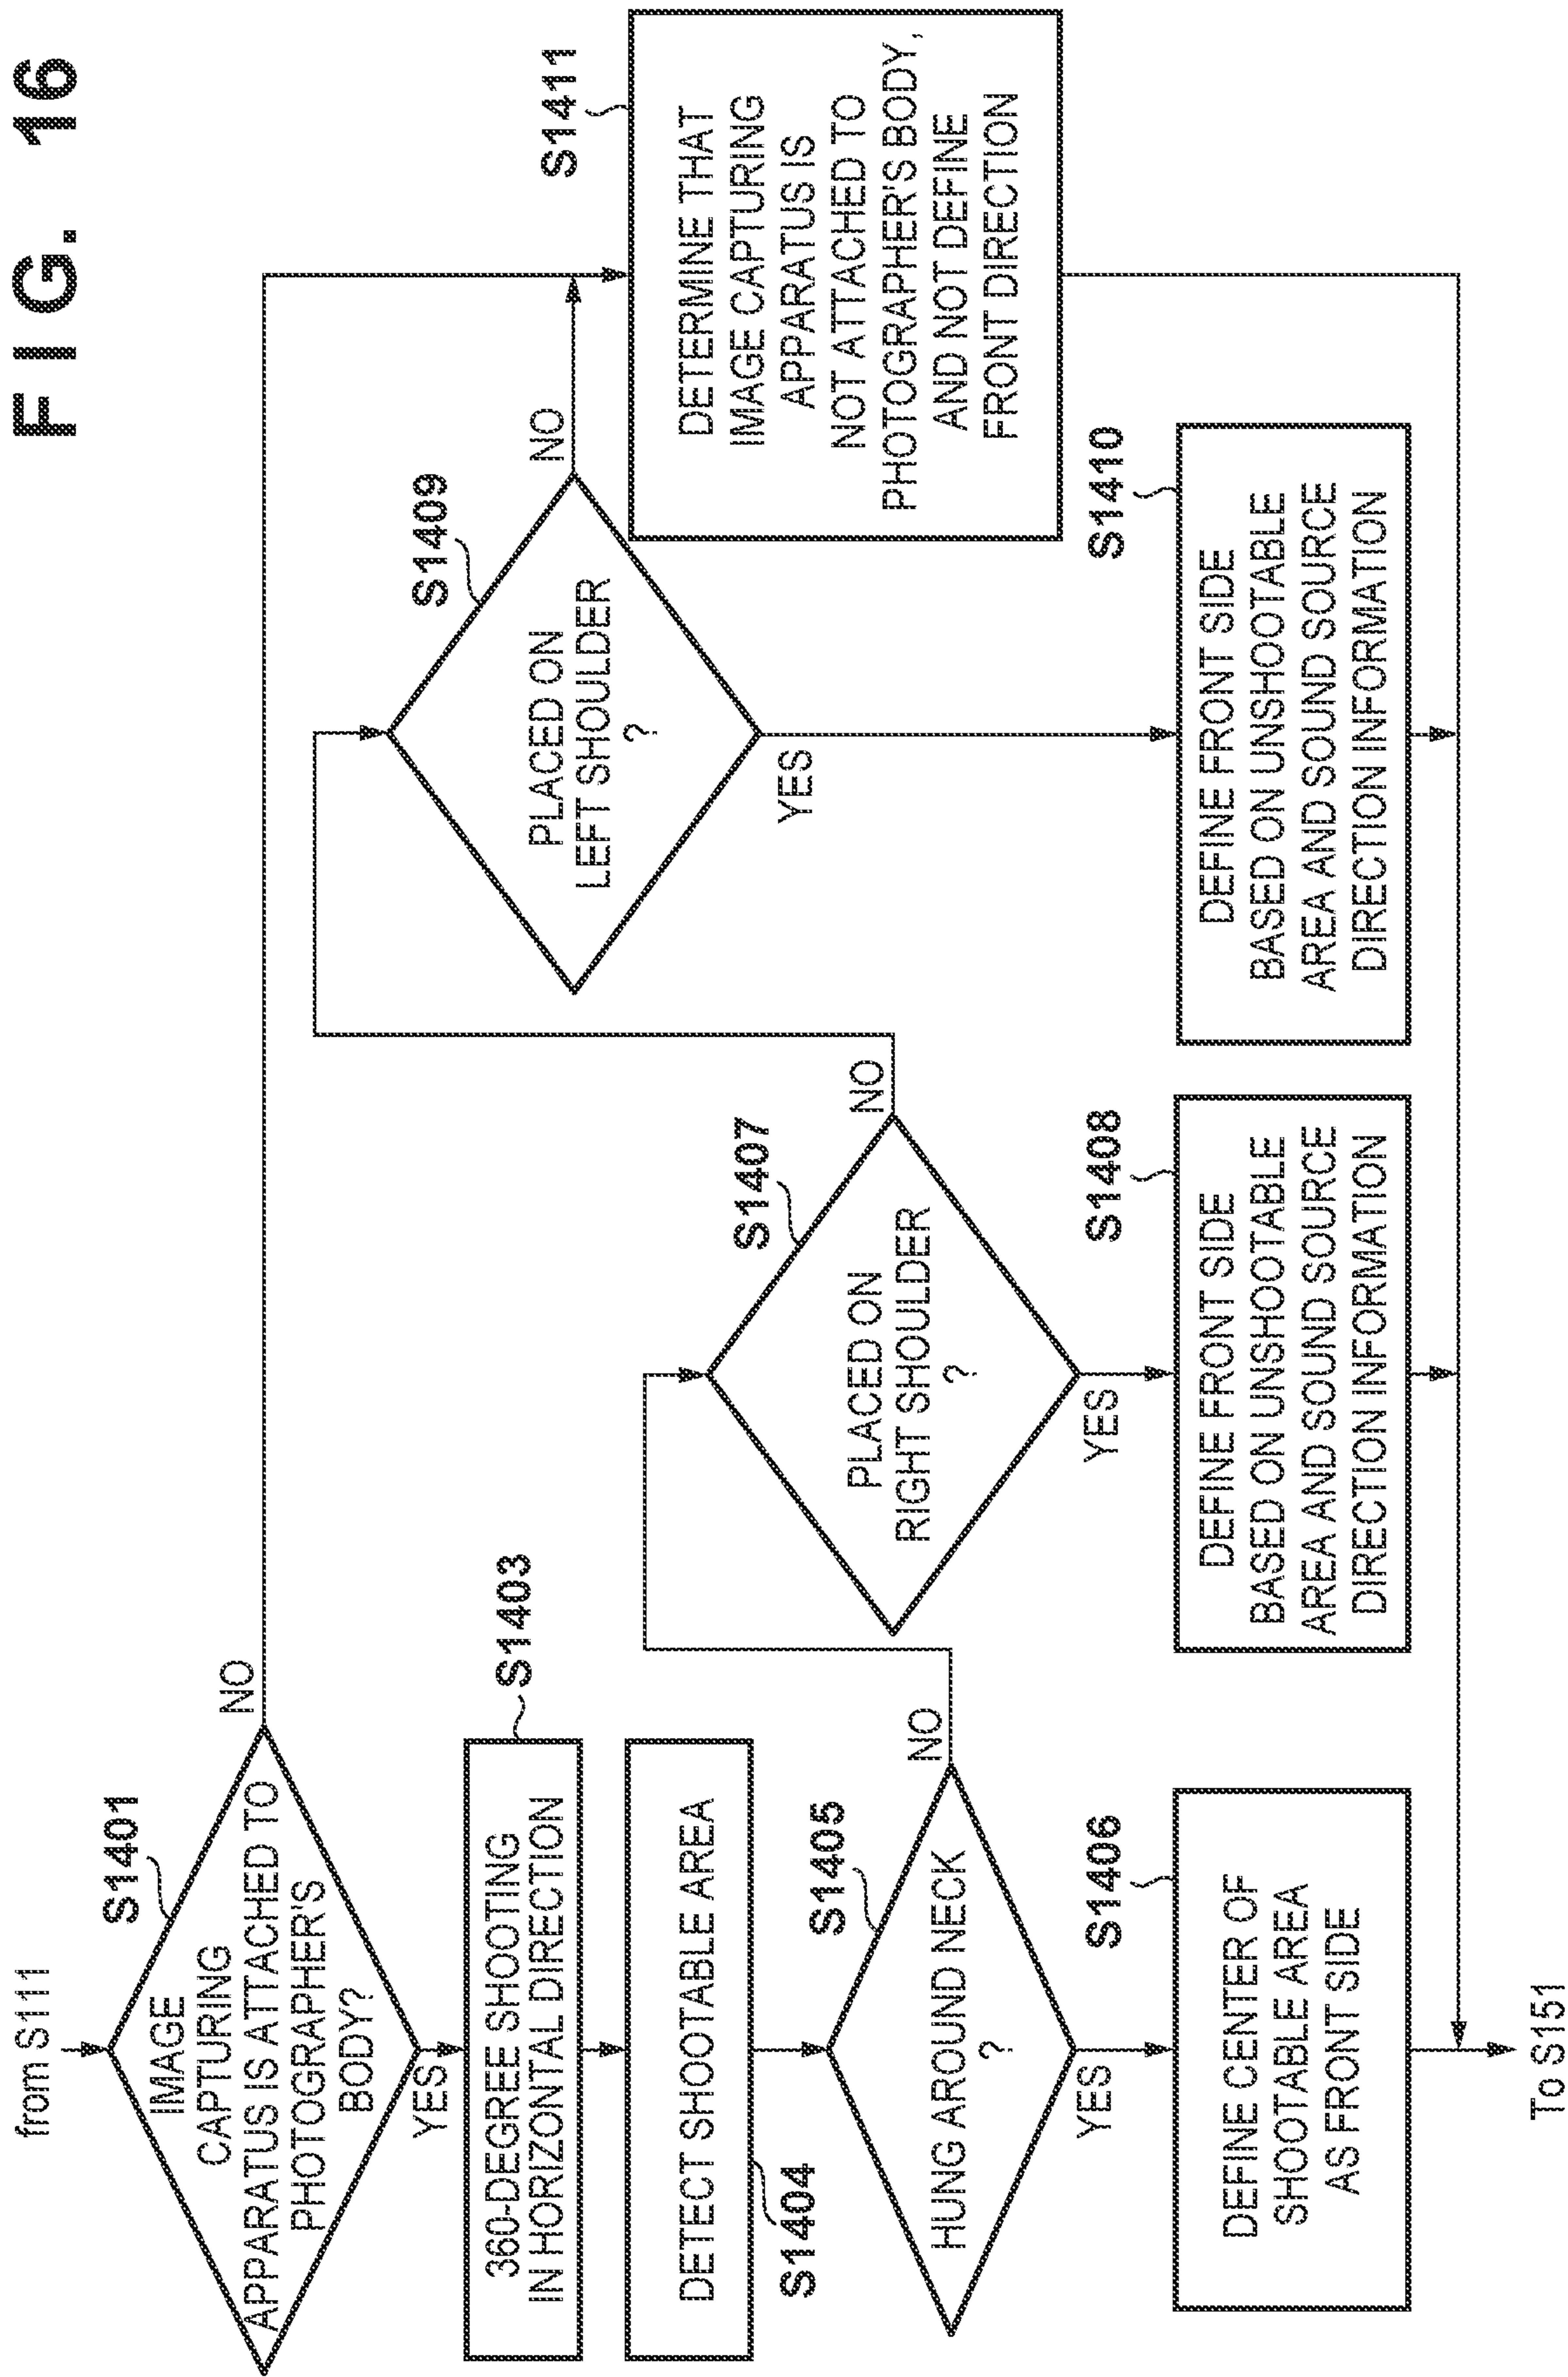 FIG. 16
from S111
S1401
IMAGE
CAPTURING
APPARATUS IS ATTACHED TO
PHOTOGRAPHER'S
BODY?
NO
YES
S1403
360-DEGREE SHOOTING
IN HORIZONTAL DIRECTION
DETECT SHOOTABLE AREA
S1404
S1405
HUNG AROUND NECK
?
NO
YES
S1406
DEFINE CENTER OF
SHOOTABLE AREA
AS FRONT SIDE
S1407
PLACED ON
RIGHT SHOULDER
?
NO
YES
S1408
DEFINE FRONT SIDE
BASED ON UNSHOOTABLE
AREA AND SOUND SOURCE
DIRECTION INFORMATION
S1409
PLACED ON
LEFT SHOULDER
?
NO
YES
S1410
DEFINE FRONT SIDE
BASED ON UNSHOOTABLE
AREA AND SOUND SOURCE
DIRECTION INFORMATION
S1411
DETERMINE THAT
IMAGE CAPTURING
APPARATUS IS
NOT ATTACHED TO
PHOTOGRAPHER'S BODY,
AND NOT DEFINE
FRONT DIRECTION
To S151